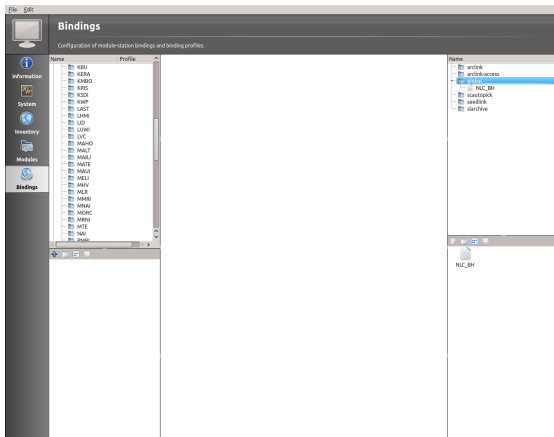 File Edit
Bindings
Configuration of module-station bindings and binding profiles.
Information
System
Inventory
Modules
Bindings
Name Profile
KBU
KERA
KMBO
KRIS
KSDI
KWP
LAST
LHMI
LID
LUWI
LVC
MAHO
MALT
MARJ
MATE
MAUI
MELI
MHV
MLR
MMRI
MNAI
MORC
MRNI
MTE
NAI
Name
arclink
arclink-access
global
NLC_BH
scautopick
seedlink
slarchive
NLC_BH